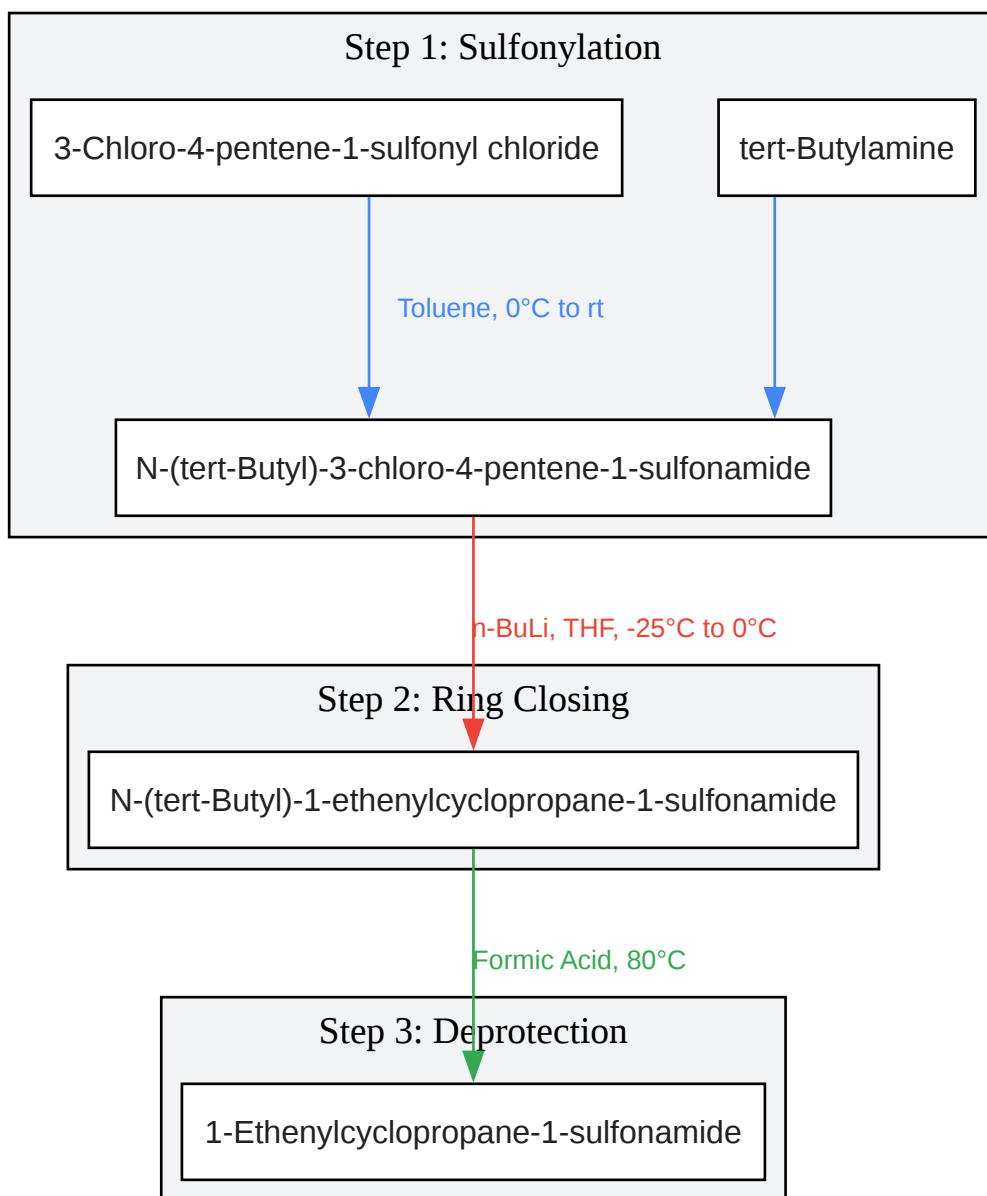 Step 1: Sulfonylation
3-Chloro-4-pentene-1-sulfonyl chloride
tert-Butylamine
Toluene, 0°C to rt
N-(tert-Butyl)-3-chloro-4-pentene-1-sulfonamide
n-BuLi, THF, -25°C to 0°C
Step 2: Ring Closing
N-(tert-Butyl)-1-ethenylcyclopropane-1-sulfonamide
Formic Acid, 80°C
Step 3: Deprotection
1-Ethenylcyclopropane-1-sulfonamide